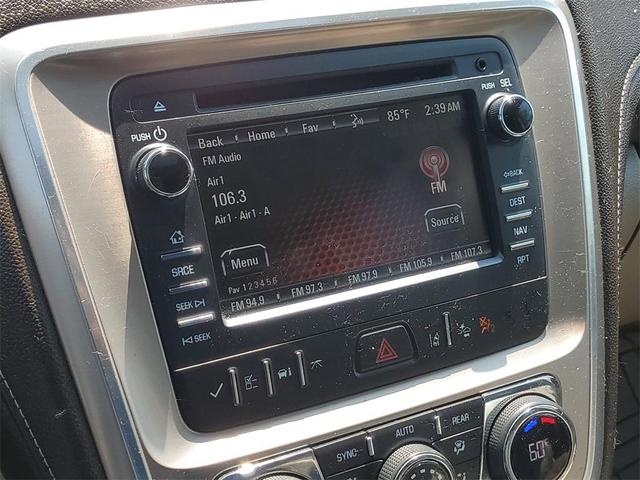 PUSH SEL
PUSH
Back Home Fav 85°F 2:39 AM
FM Audio
Air1
106.3
Air1 - Air1 - A
FM
Source
Menu
Fav 1 2 3 4 5 6
FM 94.9 FM 97.3 FM 97.9 FM 105.9 FM 107.3
BACK
DEST
NAV
RPT
SRCE
SEEK
SEEK
SYNC
AUTO
REAR
60°